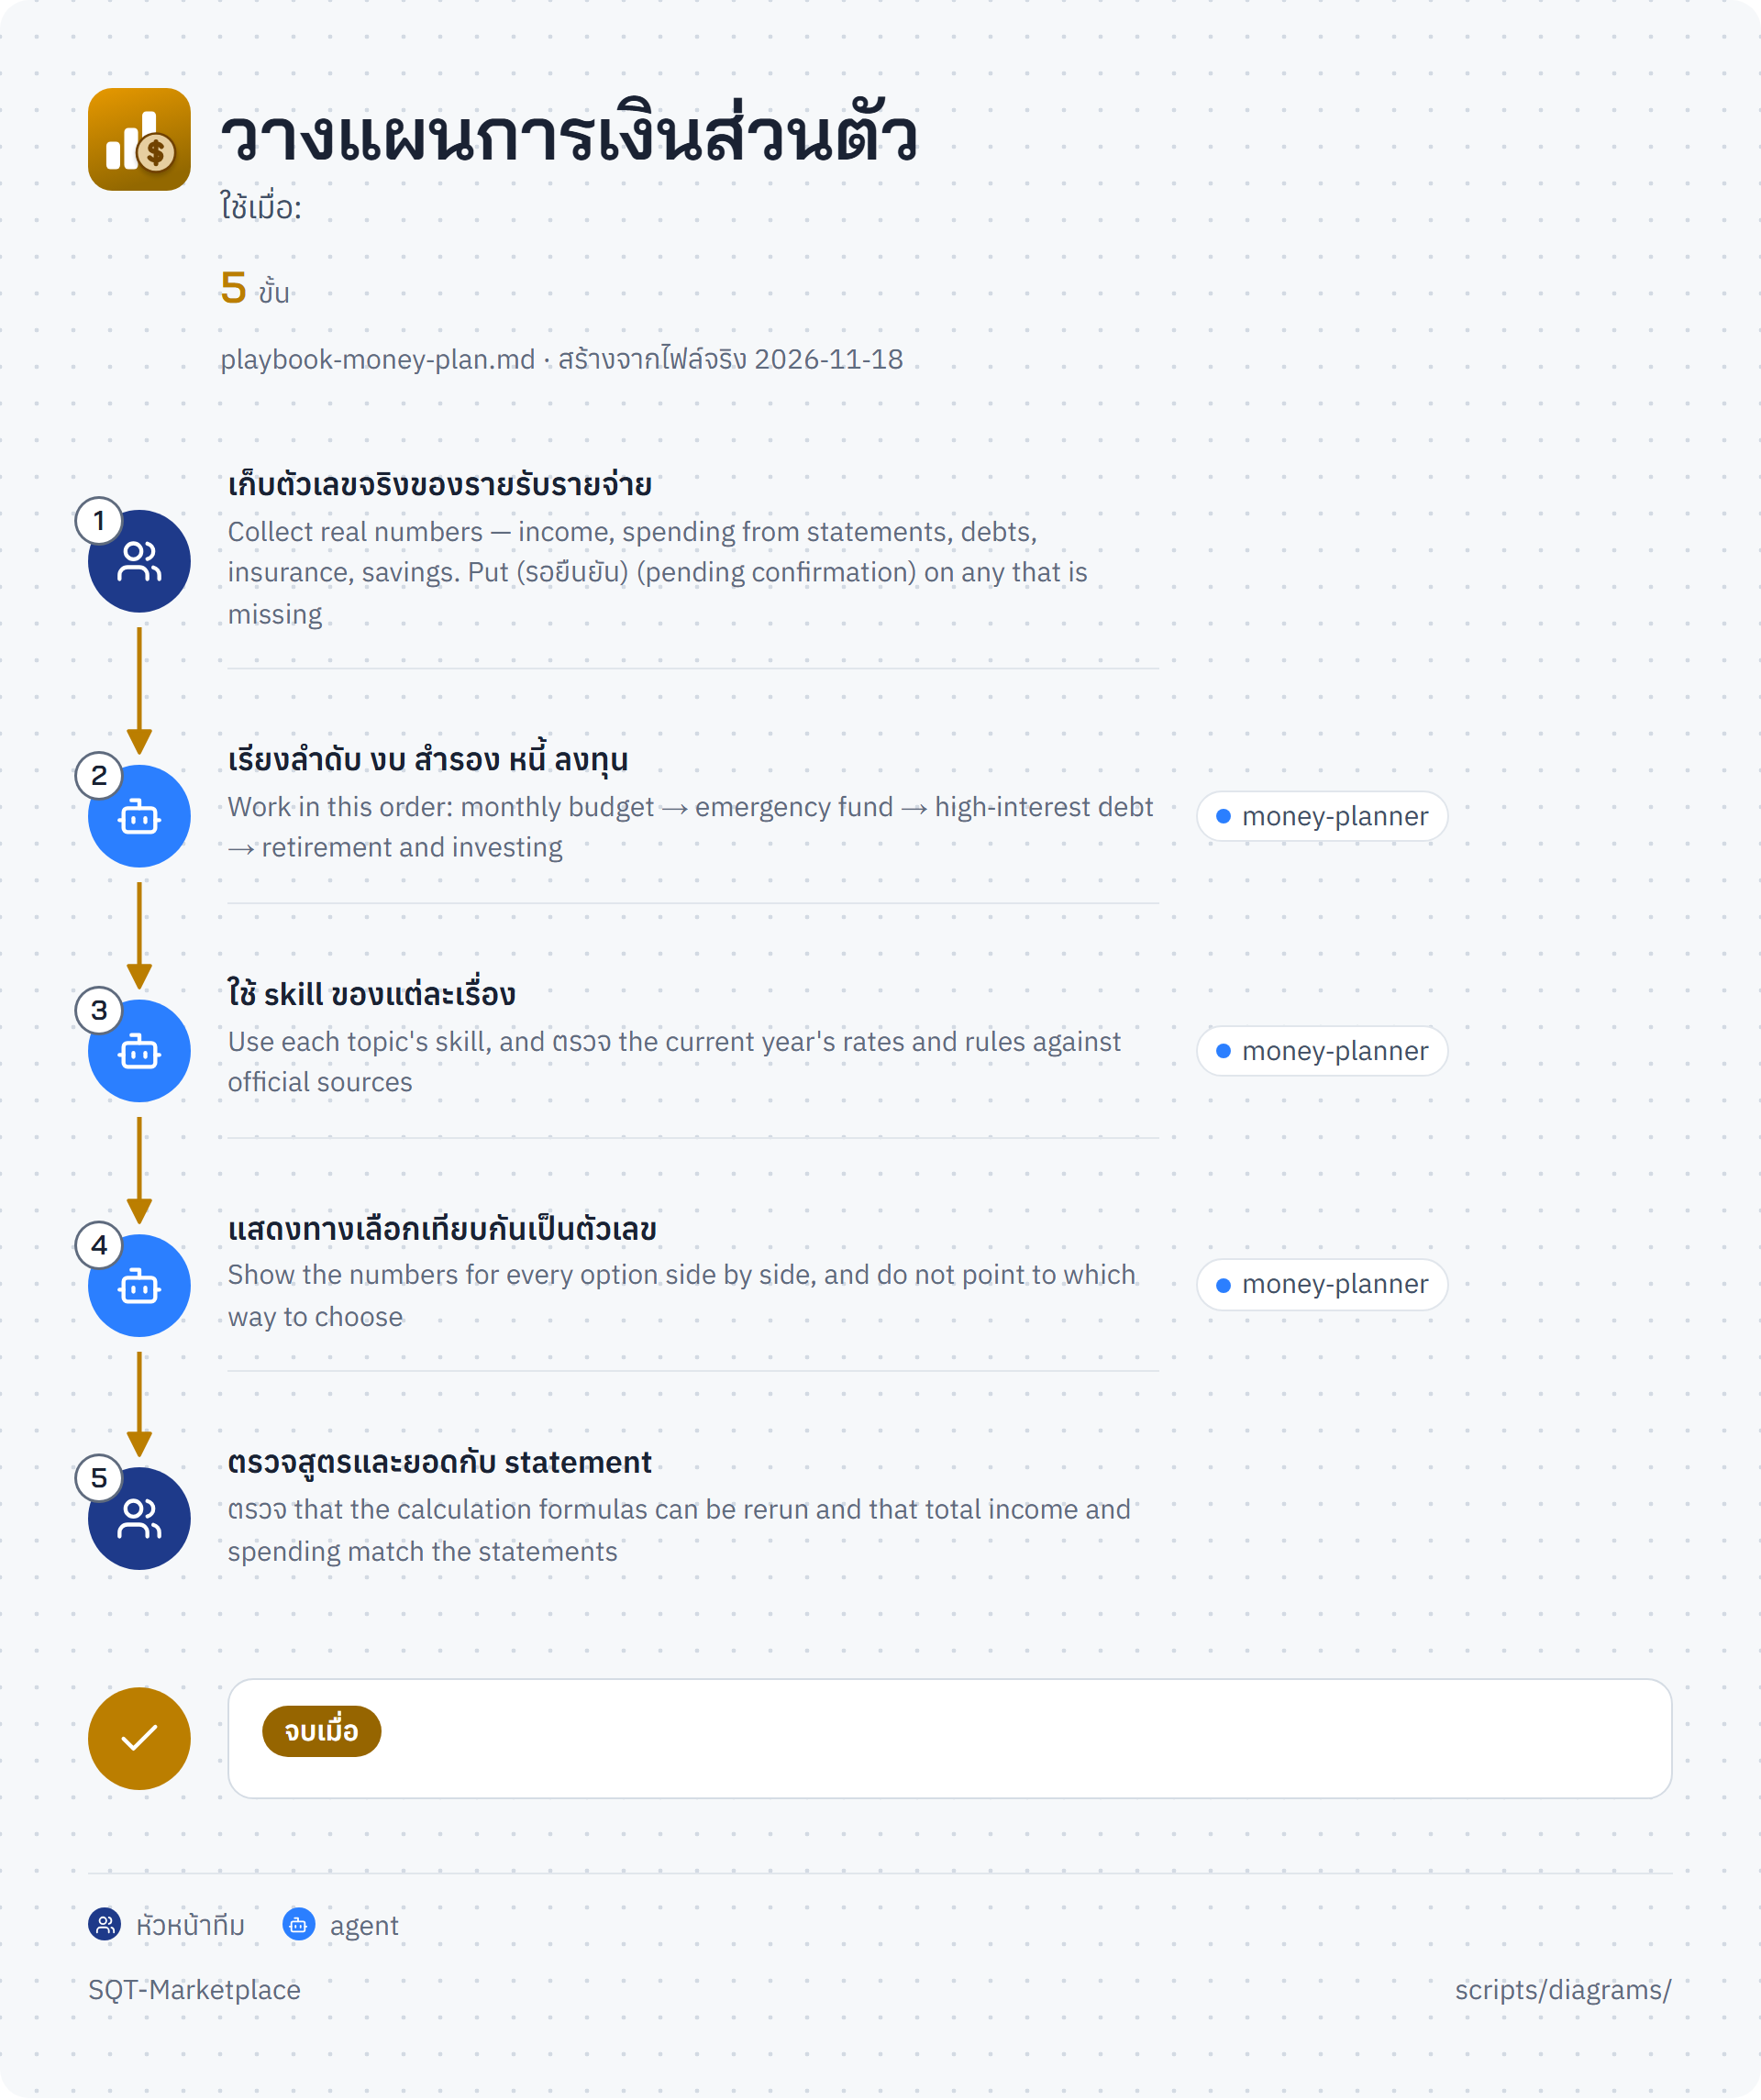 วางแผนการเงินส่วนตัว
ใช้เมื่อ:
5 ขั้น
playbook-money-plan.md · สร้างจากไฟล์จริง 2026-11-18
1
เก็บตัวเลขจริงของรายรับรายจ่าย
Collect real numbers — income, spending from statements, debts,
insurance, savings. Put (รอยืนยัน) (pending confirmation) on any that is
missing
2
เรียงลำดับ งบ สำรอง หนี้ ลงทุน
Work in this order: monthly budget → emergency fund → high-interest debt
→ retirement and investing
money-planner
3
ใช้ skill ของแต่ละเรื่อง
Use each topic's skill, and ตรวจ the current year's rates and rules against
official sources
money-planner
4
แสดงทางเลือกเทียบกันเป็นตัวเลข
Show the numbers for every option side by side, and do not point to which
way to choose
money-planner
5
ตรวจสูตรและยอดกับ statement
ตรวจ that the calculation formulas can be rerun and that total income and
spending match the statements
จบเมื่อ
หัวหน้าทีม agent
SQT-Marketplace scripts/diagrams/